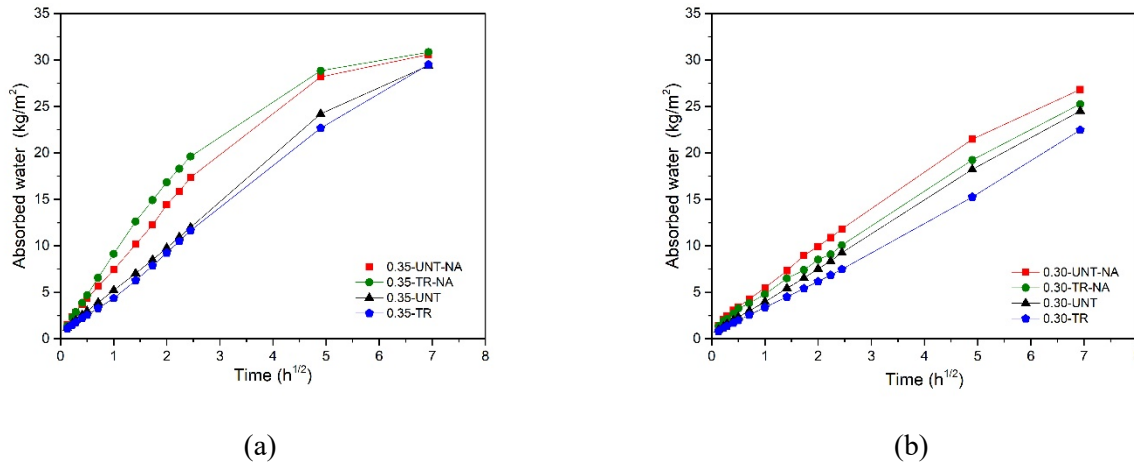 35
30
25
20
15
10
5
0
Absorbed water (kg/m²)
0.35-UNT-NA
0.35-TR-NA
0.35-UNT
0.35-TR
0 1 2 3 4 5 6 7 8
Time (h^{1/2})
(a)
35
30
25
20
15
10
5
0
Absorbed water (kg/m²)
0.30-UNT-NA
0.30-TR-NA
0.30-UNT
0.30-TR
0 1 2 3 4 5 6 7
Time (h^{1/2})
(b)